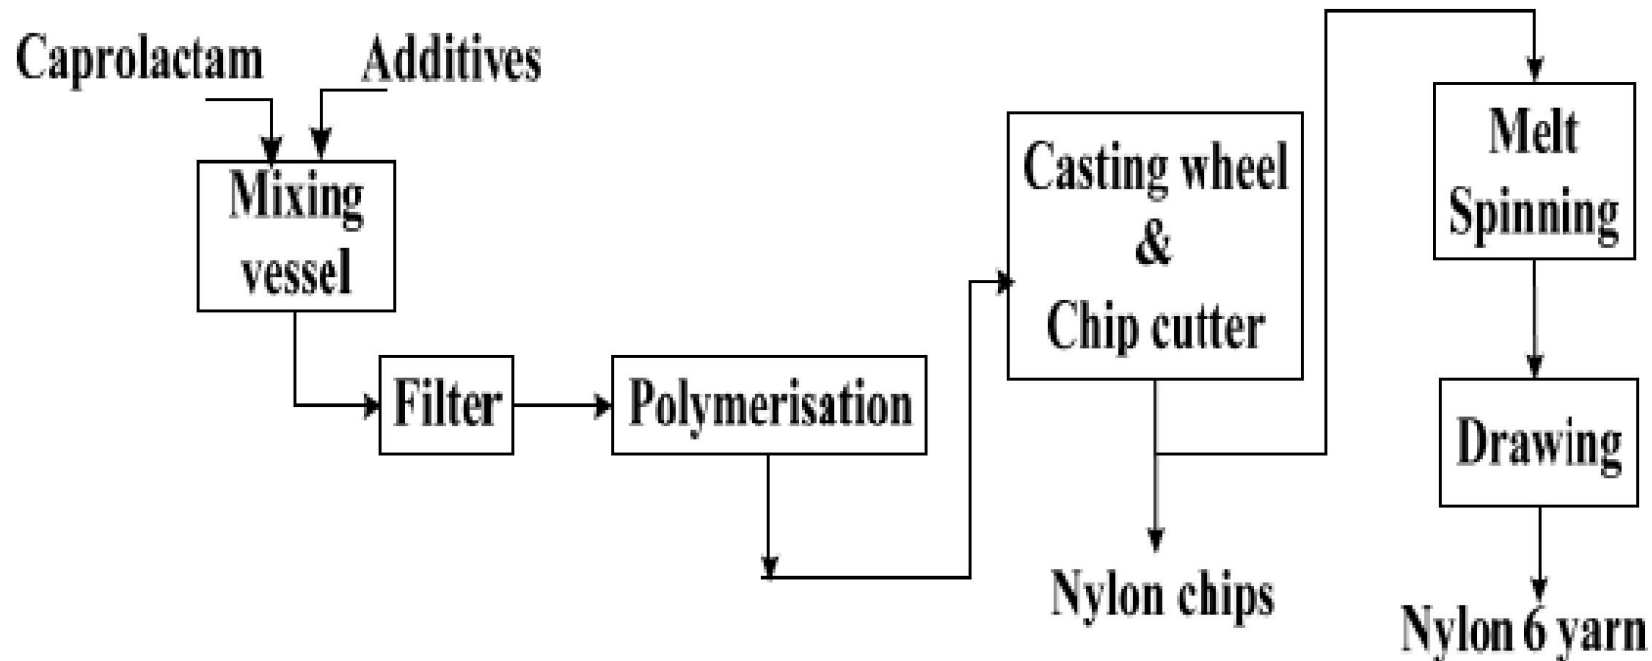 Caprolactam
Additives
Mixing
vessel
Filter
Polymerisation
Casting wheel
&
Chip cutter
Nylon chips
Melt
Spinning
Drawing
Nylon 6 yarn